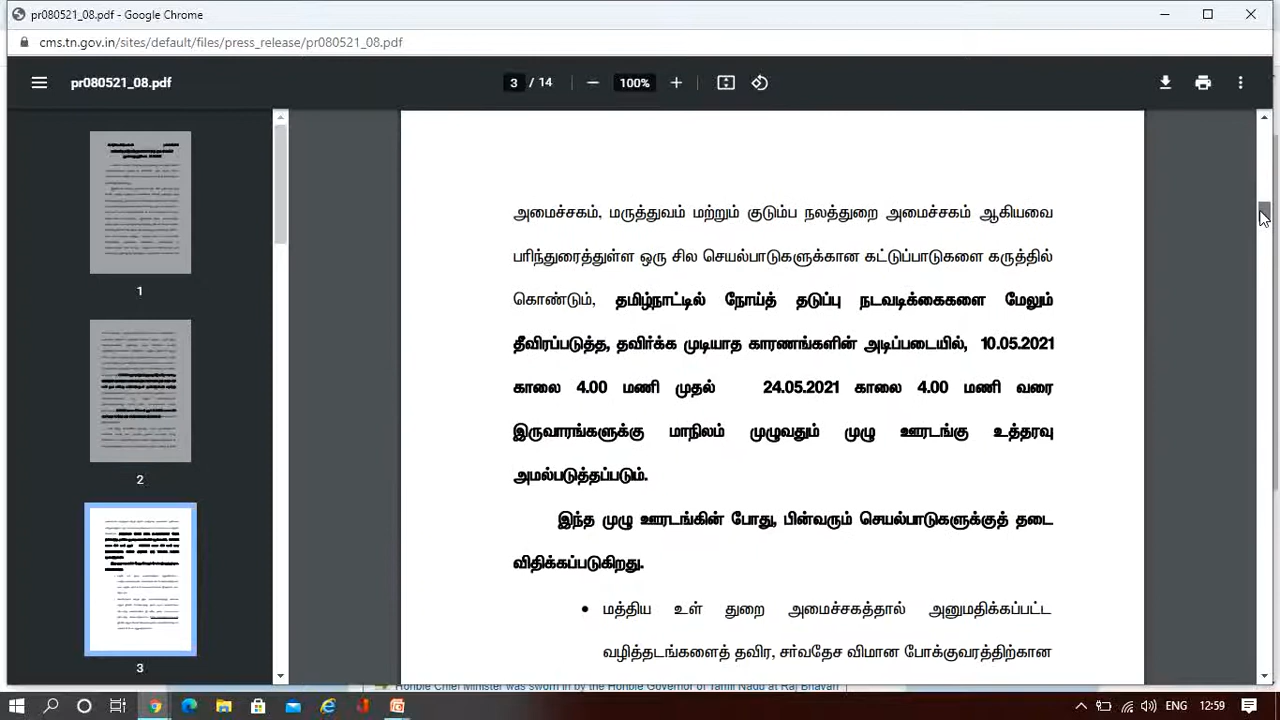 pr080521_08.pdf - Google Chrome
cms.tn.gov.in/sites/default/files/press_release/pr080521_08.pdf
pr080521_08.pdf
3 / 14
100%
1
2
3
அமைச்சகம், மருத்துவம் மற்றும் குடும்ப நலத்துறை அமைச்சகம் ஆகியவை
பரிந்துரைத்துள்ள ஒரு சில செயல்பாடுகளுக்கான கட்டுப்பாடுகளை கருத்தில்
கொண்டும், தமிழ்நாட்டில் நோய்த் தடுப்பு நடவடிக்கைகளை மேலும்
தீவிரப்படுத்த, தவிர்க்க முடியாத காரணங்களின் அடிப்படையில், 10.05.2021
காலை 4.00 மணி முதல் 24.05.2021 காலை 4.00 மணி வரை
இருவாரங்களுக்கு மாநிலம் முழுவதும் முழு ஊரடங்கு உத்தரவு
அமல்படுத்தப்படும்.
இந்த முழு ஊரடங்கின் போது, பின்வரும் செயல்பாடுகளுக்குத் தடை
விதிக்கப்படுகிறது.
• மத்திய உள் துறை அமைச்சகத்தால் அனுமதிக்கப்பட்ட
வழித்தடங்களைத் தவிர, சர்வதேச விமான போக்குவரத்திற்கான
Honble Chief Minister was sworn in by the Honble Governor of Tamil Nadu at Raj Bhavan
ENG
12:59